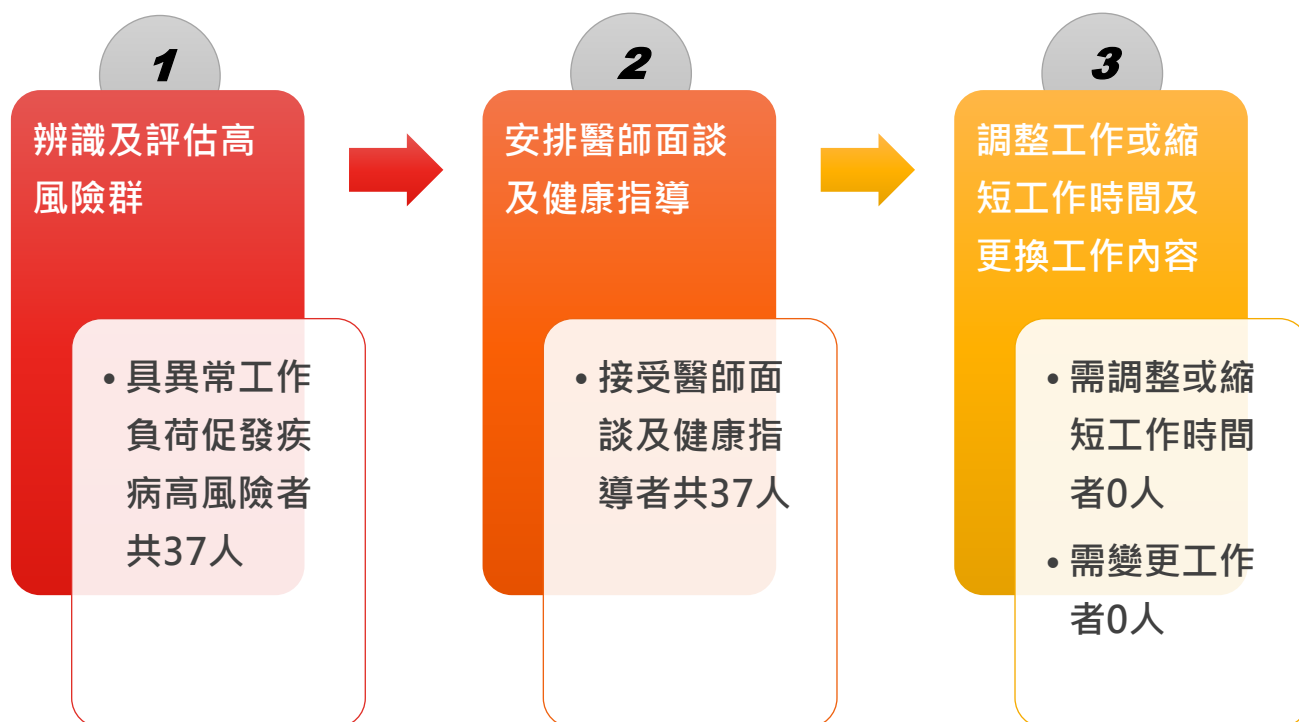 1
辨識及評估高
風險群
• 具異常工作
負荷促發疾
病高風險者
共37人
2
安排醫師面談
及健康指導
• 接受醫師面
談及健康指
導者共37人
3
調整工作或縮
短工作時間及
更換工作內容
• 需調整或縮
短工作時間
者0人
• 需變更工作
者0人